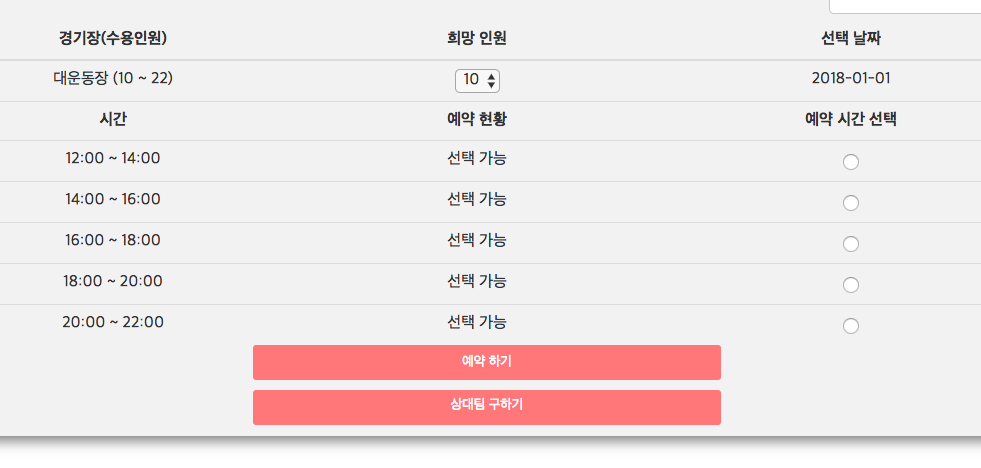 경기장(수용인원) 희망 인원 선택 날짜
대운동장 (10 ~ 22) 10 2018-01-01
시간 예약 현황 예약 시간 선택
12:00 ~ 14:00 선택 가능
14:00 ~ 16:00 선택 가능
16:00 ~ 18:00 선택 가능
18:00 ~ 20:00 선택 가능
20:00 ~ 22:00 선택 가능
예약 하기
상대팀 구하기